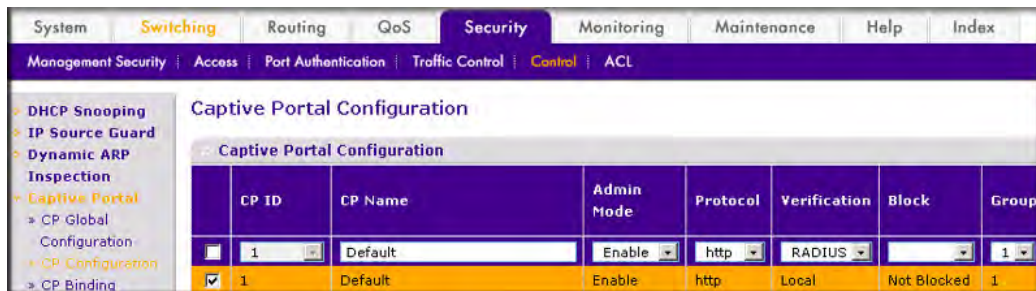 System Switching Routing QoS Security Monitoring Maintenance Help Index
Management Security Access Port Authentication Traffic Control Control ACL
DHCP Snooping
IP Source Guard
Dynamic ARP
Inspection
Captive Portal
» CP Global
Configuration
» CP Configuration
» CP Binding
Captive Portal Configuration
Captive Portal Configuration
CP ID CP Name Admin Mode Protocol Verification Block Group
1 Default Enable http RADIUS 1
1 Default Enable http Local Not Blocked 1